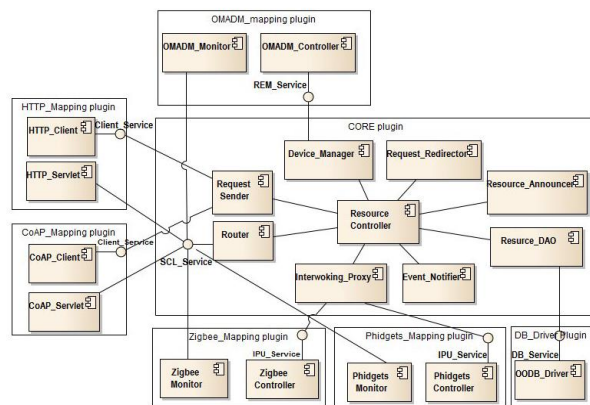 OMADM_mapping plugin
OMADM_Monitor
OMADM_Controller
REM_Service
HTTP_Mapping plugin
HTTP_Client
Client_Service
HTTP_Servlet
CORE plugin
Device_Manager
Request_Redirector
Request
Sender
Resource_Announcer
Resource
Controller
Router
Resurce_DAO
CoAP_Mapping plugin
CoAP_Client
Client_Service
CoAP_Servlet
SCL_Service
Interwoking_Proxy
Event_Notifier
Zigbee_Mapping plugin
Zigbee
Monitor
IPU_Service
Zigbee
Controller
Phidgets_Mapping plugin
Phidgets
Monitor
IPU_Service
Phidgets
Controller
DB_Driver Plugin
DB_Service
OODB_Driver